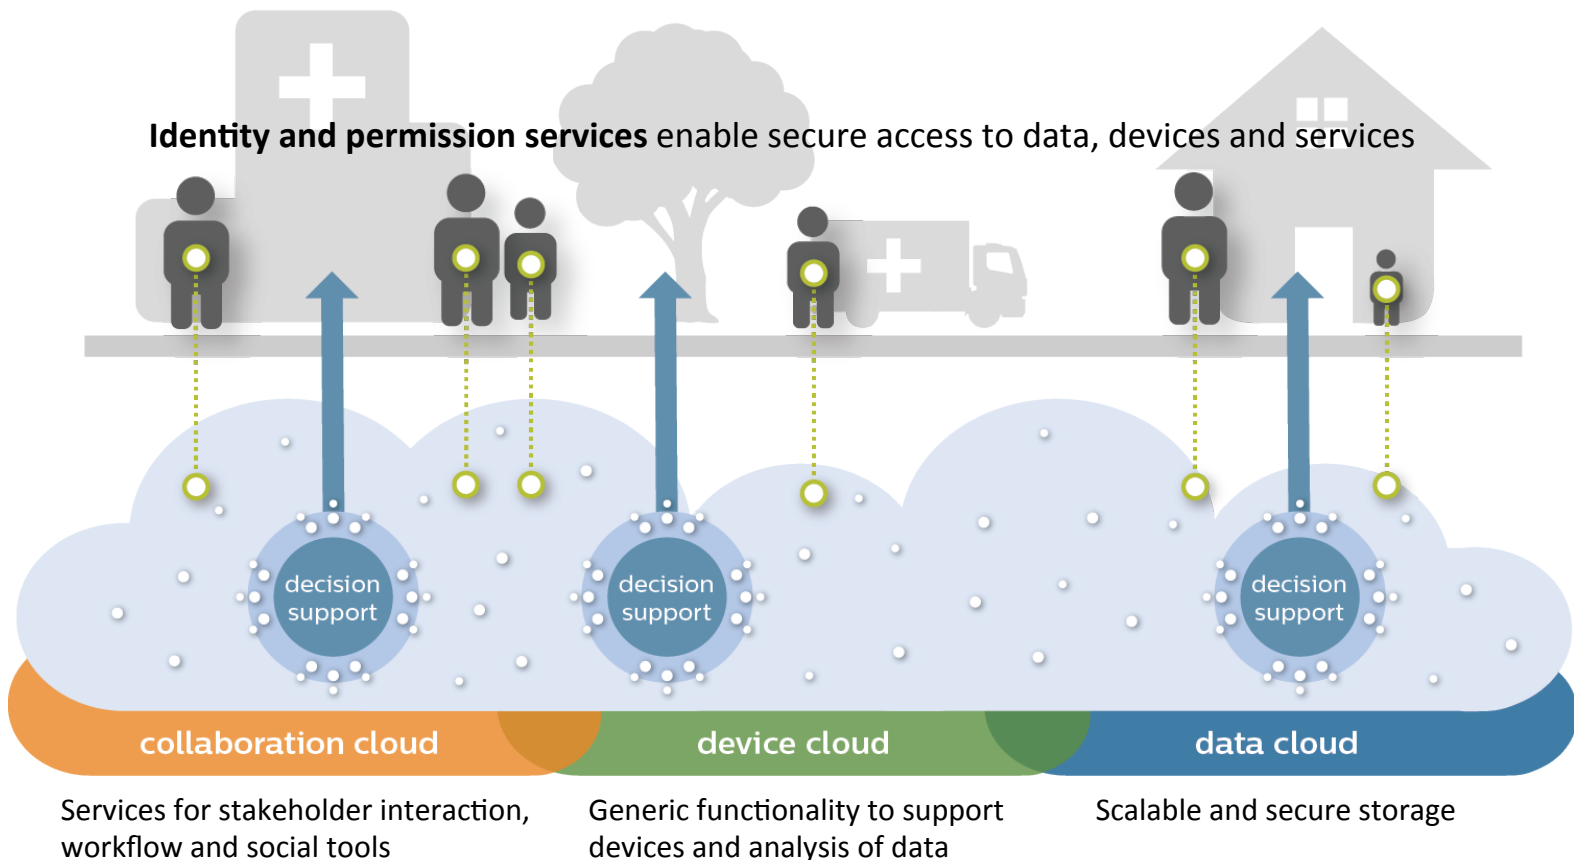 Identity and permission services enable secure access to data, devices and services
decision
support
decision
support
decision
support
collaboration cloud
device cloud
data cloud
Services for stakeholder interaction,
workflow and social tools
Generic functionality to support
devices and analysis of data
Scalable and secure storage